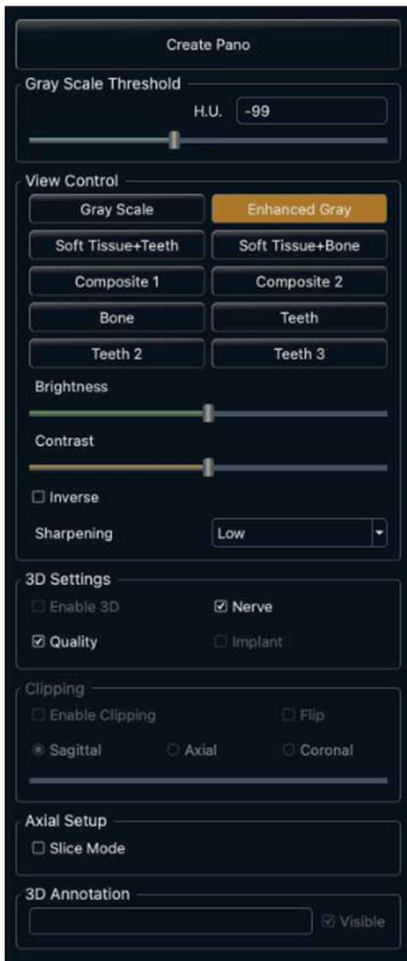 Create Pano
Gray Scale Threshold
H.U. -99
View Control
Gray Scale Enhanced Gray
Soft Tissue+Teeth Soft Tissue+Bone
Composite 1 Composite 2
Bone Teeth
Teeth 2 Teeth 3
Brightness
Contrast
Inverse
Sharpening Low
3D Settings
Enable 3D Nerve
Quality Implant
Clipping
Enable Clipping Flip
Sagittal Axial Coronal
Axial Setup
Slice Mode
3D Annotation
Visible